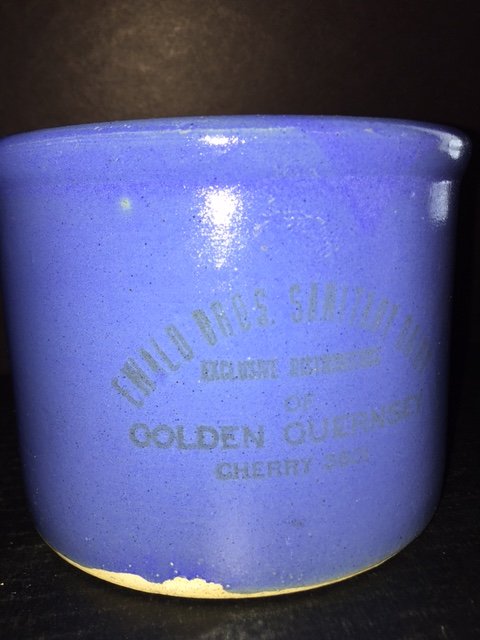 EWALD BROS. SANITARY DAIRY
EXCLUSIVE DISTRIBUTORS
OF
GOLDEN GUERNSEY
CHERRY